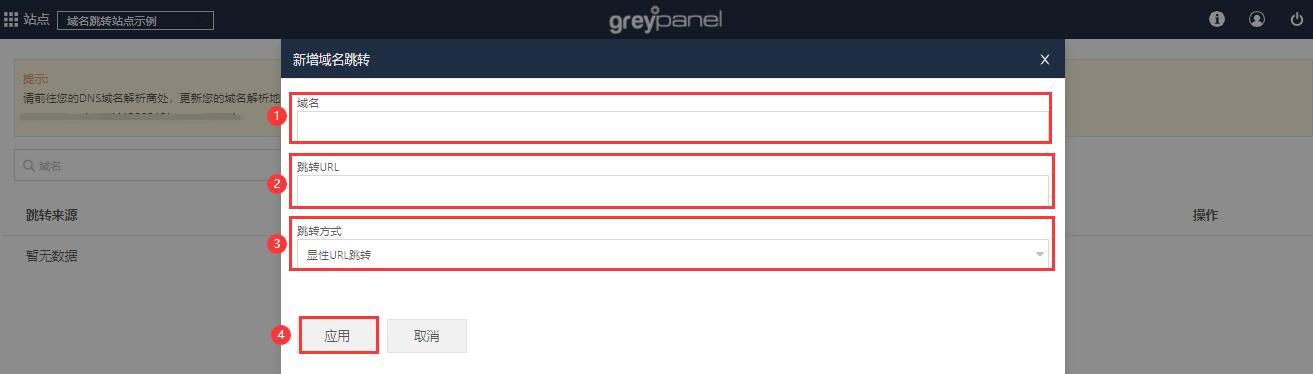 站点 域名跳转站点示例 greypanel
新增域名跳转 X
提示:
请前往您的DNS域名解析商处，更新您的域名解析地
1 域名
域名
2 跳转URL
跳转来源 操作
3 跳转方式
显性URL跳转
暂无数据
4 应用 取消